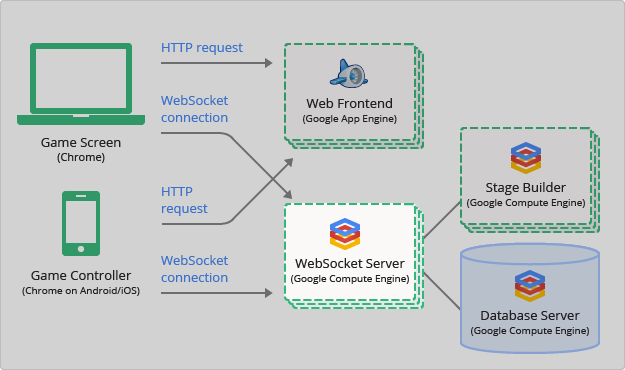 HTTP request
WebSocket
connection
Game Screen
(Chrome)
Web Frontend
(Google App Engine)
HTTP
request
Game Controller
(Chrome on Android/iOS)
WebSocket
connection
WebSocket Server
(Google Compute Engine)
Stage Builder
(Google Compute Engine)
Database Server
(Google Compute Engine)